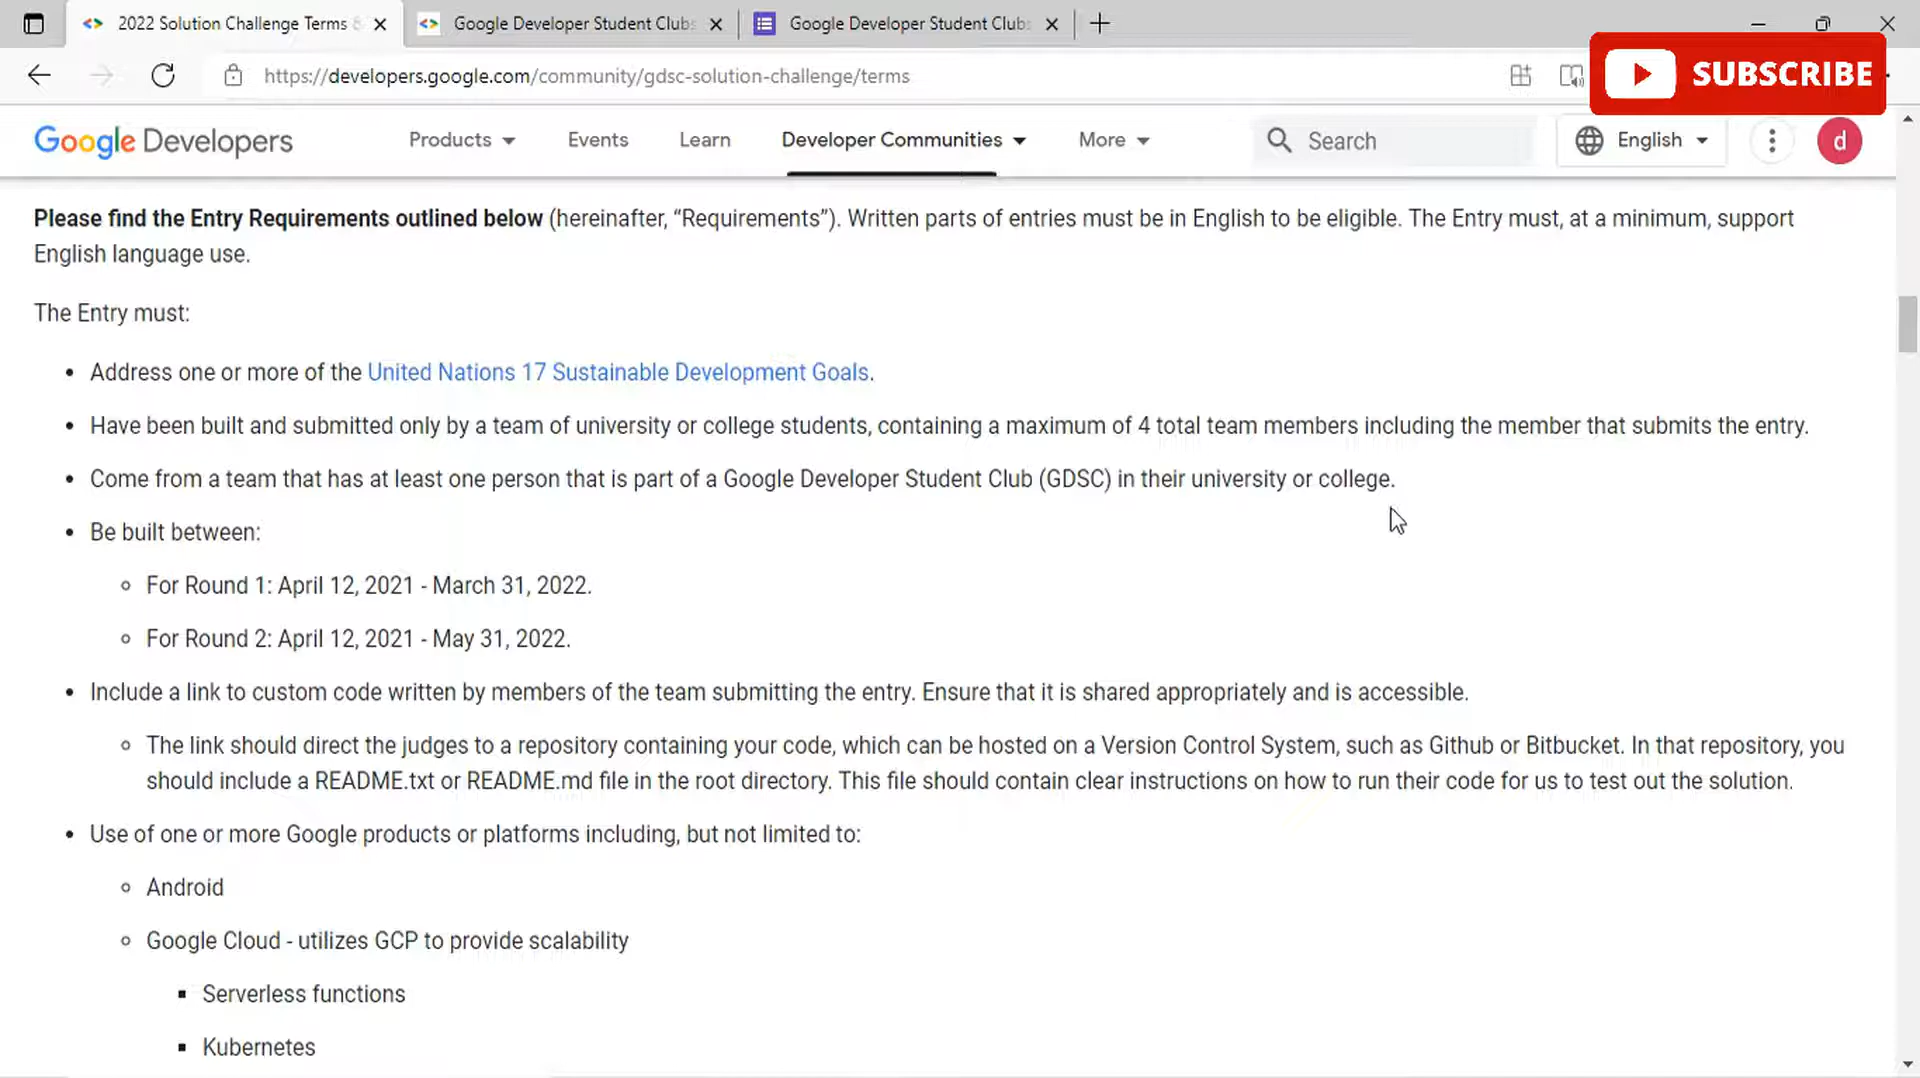 2022 Solution Challenge Terms &
Google Developer Student Clubs
Google Developer Student Clubs
https://developers.google.com/community/gdsc-solution-challenge/terms
SUBSCRIBE
Google Developers
Products
Events
Learn
Developer Communities
More
Search
English
d
Please find the Entry Requirements outlined below (hereinafter, “Requirements”). Written parts of entries must be in English to be eligible. The Entry must, at a minimum, support
English language use.
The Entry must:
• Address one or more of the United Nations 17 Sustainable Development Goals.
• Have been built and submitted only by a team of university or college students, containing a maximum of 4 total team members including the member that submits the entry.
• Come from a team that has at least one person that is part of a Google Developer Student Club (GDSC) in their university or college.
• Be built between:
◦ For Round 1: April 12, 2021 - March 31, 2022.
◦ For Round 2: April 12, 2021 - May 31, 2022.
• Include a link to custom code written by members of the team submitting the entry. Ensure that it is shared appropriately and is accessible.
◦ The link should direct the judges to a repository containing your code, which can be hosted on a Version Control System, such as Github or Bitbucket. In that repository, you
should include a README.txt or README.md file in the root directory. This file should contain clear instructions on how to run their code for us to test out the solution.
• Use of one or more Google products or platforms including, but not limited to:
◦ Android
◦ Google Cloud - utilizes GCP to provide scalability
▪ Serverless functions
▪ Kubernetes